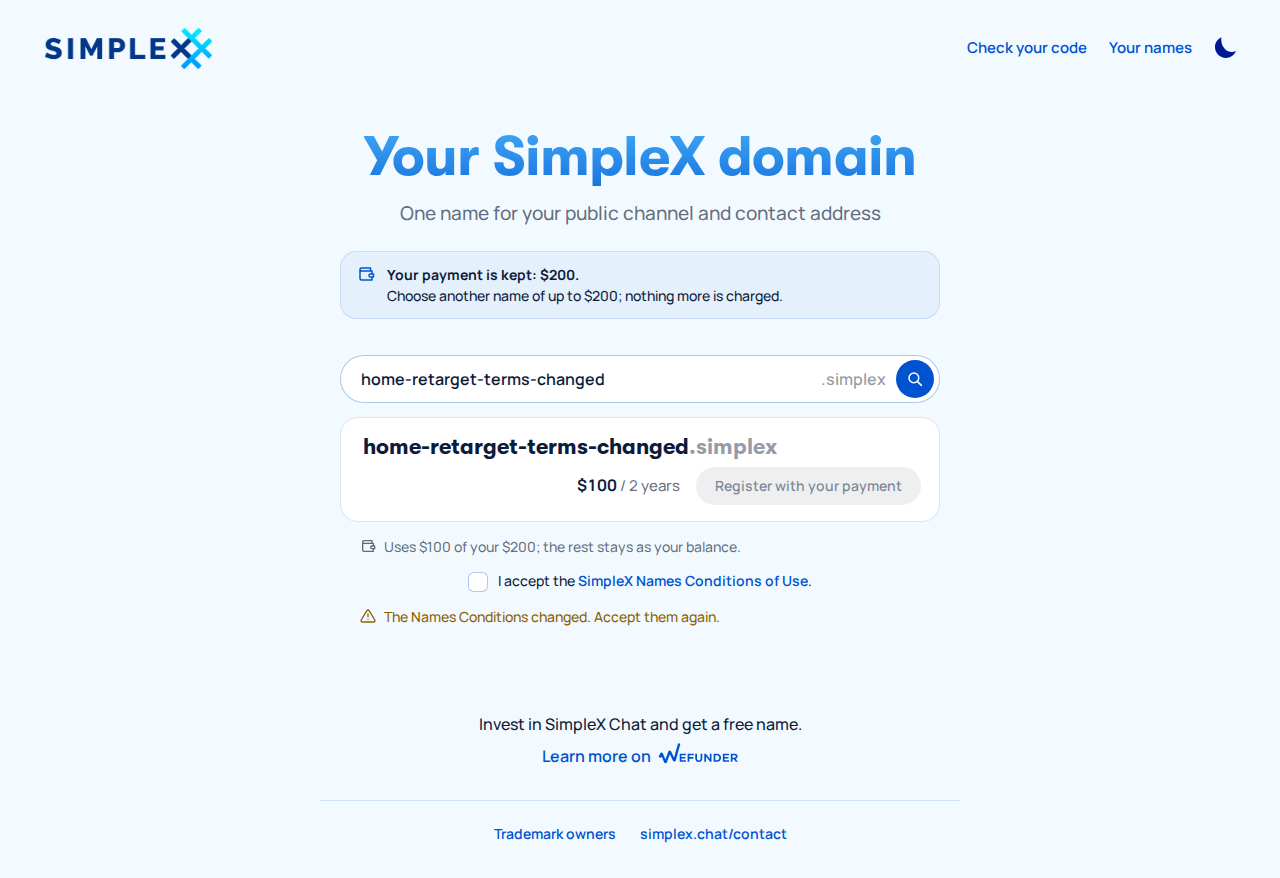 SIMPLEX
Check your code
Your names
Your SimpleX domain
One name for your public channel and contact address
Your payment is kept: $200.
Choose another name of up to $200; nothing more is charged.
home-retarget-terms-changed .simplex
home-retarget-terms-changed.simplex
$100 / 2 years Register with your payment
Uses $100 of your $200; the rest stays as your balance.
I accept the SimpleX Names Conditions of Use.
The Names Conditions changed. Accept them again.
Invest in SimpleX Chat and get a free name.
Learn more on WEFUNDER
Trademark owners simplex.chat/contact